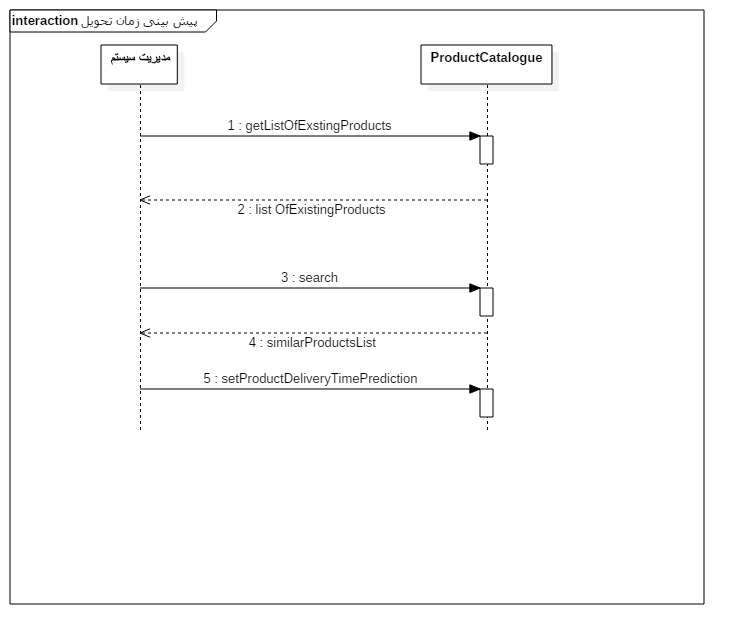 interaction پیش بینی زمان تحویل
مدیریت سیستم
ProductCatalogue
1 : getListOfExstingProducts
2 : list OfExistingProducts
3 : search
4 : similarProductsList
5 : setProductDeliveryTimePrediction